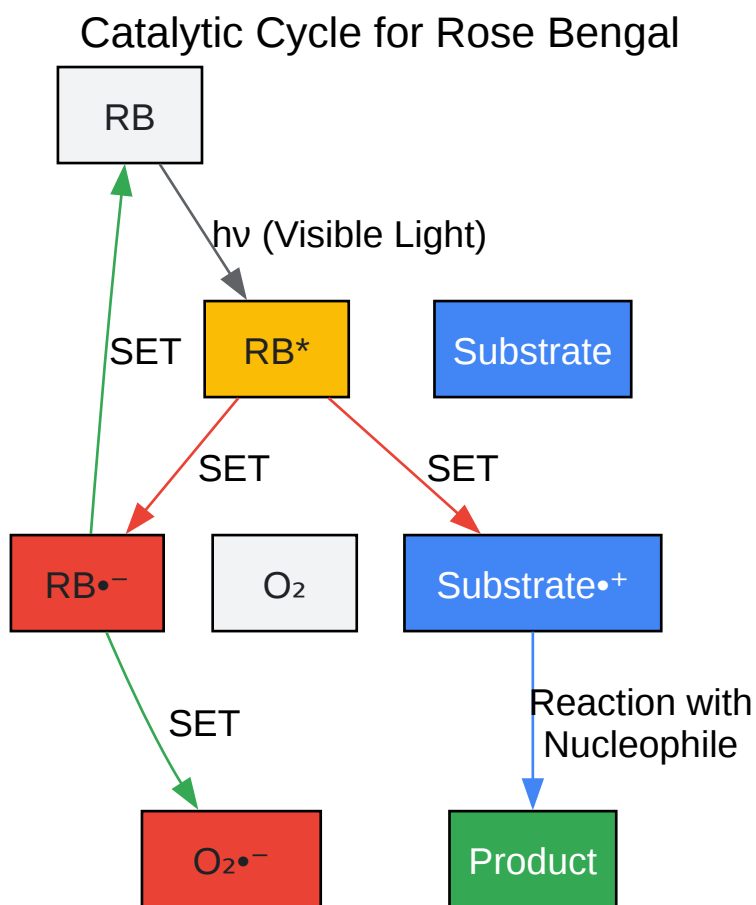 Catalytic Cycle for Rose Bengal
RB
hν (Visible Light)
SET
RB*
Substrate
SET
SET
RB•⁻
O₂
Substrate•⁺
SET
Reaction with
Nucleophile
O₂•⁻
Product